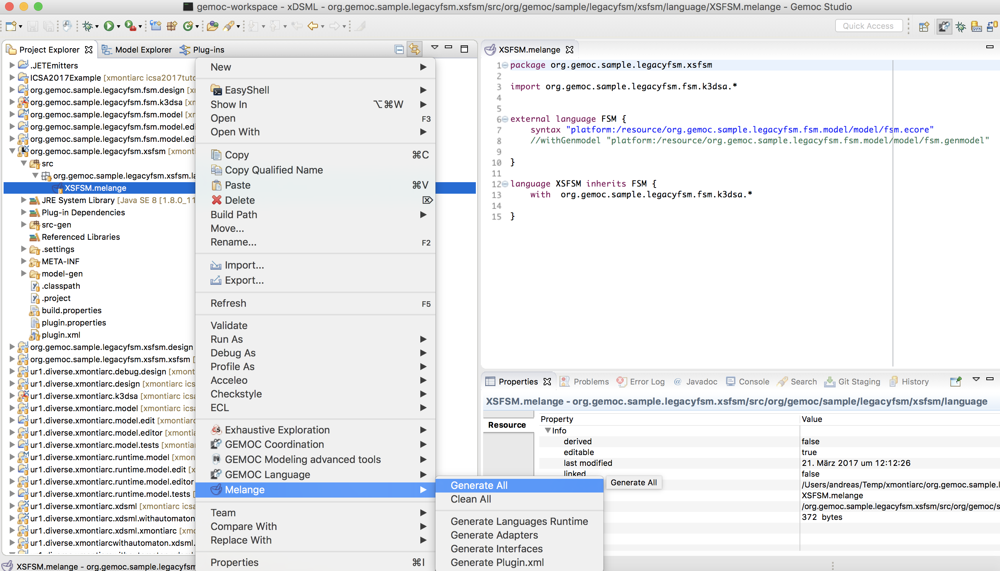 gemoc-workspace - xDSML - org.gemoc.sample.legacyfsm.xsfsm/src/org/gemoc/sample/legacyfsm/xsfsm/language/XSFSM.melange - Gemoc Studio
Quick Access
Project Explorer
Model Explorer
Plug-ins
.JETEmitters
ICSA2017Example [xmontiarc icsa2017tuto
org.gemoc.sample.legacyfsm.fsm.design [x
org.gemoc.sample.legacyfsm.fsm.k3dsa [x
org.gemoc.sample.legacyfsm.fsm.model [x
org.gemoc.sample.legacyfsm.fsm.model.edi
org.gemoc.sample.legacyfsm.fsm.model.edi
org.gemoc.sample.legacyfsm.xsfsm [xmonti
src
org.gemoc.sample.legacyfsm.xsfsm.la
XSFSM.melange
JRE System Library [Java SE 8 [1.8.0_11
Plug-in Dependencies
src-gen
Referenced Libraries
.settings
META-INF
model-gen
.classpath
.project
build.properties
plugin.properties
plugin.xml
org.gemoc.sample.legacyfsm.xsfsm.design
org.gemoc.sample.legacyfsm.xsfsm.xsfsm [
ur1.diverse.xmontiarc.debug.design [xmont
ur1.diverse.xmontiarc.design [xmontiarc ics
ur1.diverse.xmontiarc.k3dsa [xmontiarc icsa
ur1.diverse.xmontiarc.model [xmontiarc icsa
ur1.diverse.xmontiarc.model.edit [xmontiarc
ur1.diverse.xmontiarc.model.editor [xmontia
ur1.diverse.xmontiarc.model.tests [xmontiar
ur1.diverse.xmontiarc.runtime.model [xmon
ur1.diverse.xmontiarc.runtime.model.edit [x
ur1.diverse.xmontiarc.runtime.model.editor
ur1.diverse.xmontiarc.runtime.model.tests [
ur1.diverse.xmontiarc.xdsml [xmontiarc icsa
ur1.diverse.xmontiarc.xdsml.withautomaton
ur1.diverse.xmontiarc.xdsml.xmontiarc [xmo
ur1.diverse.xmontiarcwithautomaton.xdsml.
XSFSM.melange - org.gemoc.sample.legacyfsm
New
EasyShell
Show In ⌥⌘W
Open F3
Open With
Copy ⌘C
Copy Qualified Name
Paste ⌘V
Delete ⌦
Build Path
Move...
Rename... F2
Import...
Export...
Refresh F5
Validate
Run As
Debug As
Profile As
Acceleo
Checkstyle
ECL
Exhaustive Exploration
GEMOC Coordination
GEMOC Modeling advanced tools
GEMOC Language
Melange
Team
Compare With
Replace With
Properties ⌘I
Generate All
Clean All
Generate Languages Runtime
Generate Adapters
Generate Interfaces
Generate Plugin.xml
Generate All
XSFSM.melange
1 package org.gemoc.sample.legacyfsm.xsfsm
2
3 import org.gemoc.sample.legacyfsm.fsm.k3dsa.*
4
5
6 external language FSM {
7 syntax "platform:/resource/org.gemoc.sample.legacyfsm.fsm.model/model/fsm.ecore"
8 //withGenmodel "platform:/resource/org.gemoc.sample.legacyfsm.fsm.model/model/fsm.genmodel"
9
10 }
11
12 language XSFSM inherits FSM {
13 with org.gemoc.sample.legacyfsm.fsm.k3dsa.*
14
15 }
Properties
Problems
Error Log
Javadoc
Console
Search
Git Staging
History
XSFSM.melange - org.gemoc.sample.legacyfsm.xsfsm/src/org/gemoc/sample/legacyfsm/xsfsm/language
Resource
Property Value
Info
derived false
editable true
last modified 21. März 2017 um 12:12:26
linked false
/Users/andreas/Temp/xmontiarc/org.gemoc.sample.l
XSFSM.melange
/org.gemoc.sample.legacyfsm.xsfsm/src/org/gemoc/s
372 bytes